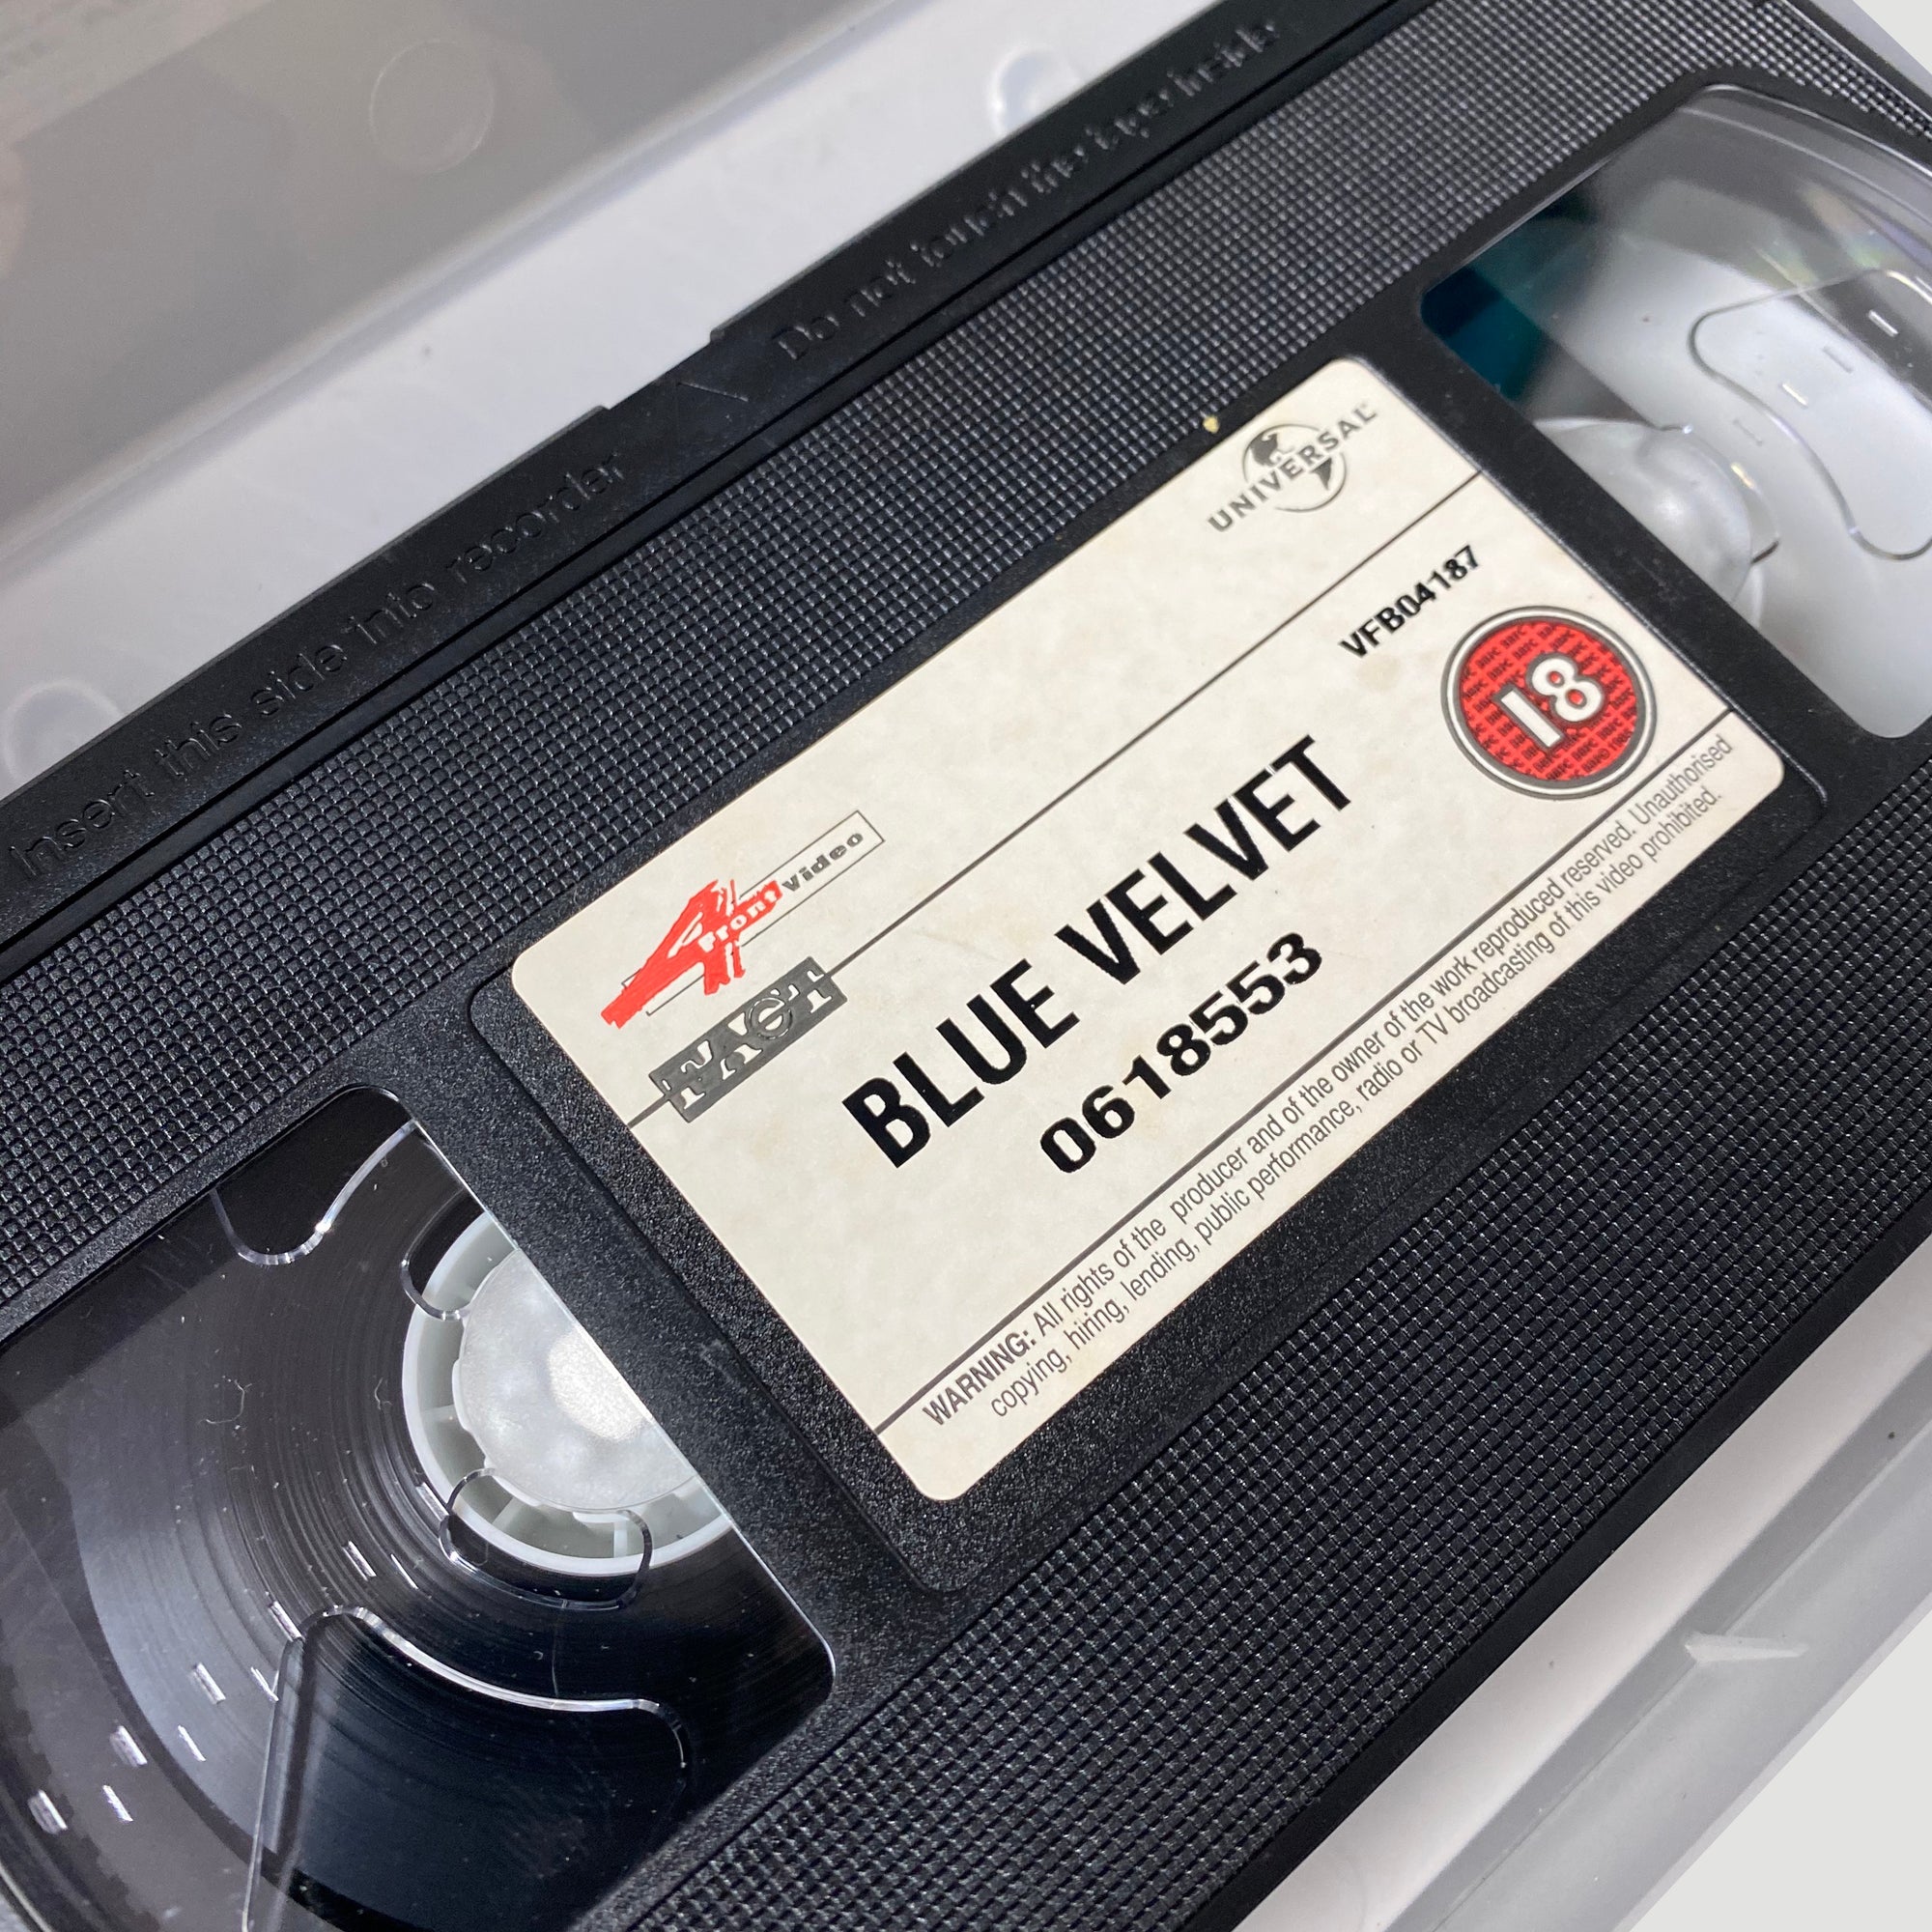 Insert this side into recorder
Do not touch the tape inside
UNIVERSAL
VFB04187
18
4 Front Video
FACT
BLUE VELVET
0618553
WARNING: All rights of the producer and of the owner of the work reproduced reserved. Unauthorised
copying, hiring, lending, public performance, radio or TV broadcasting of this video prohibited.